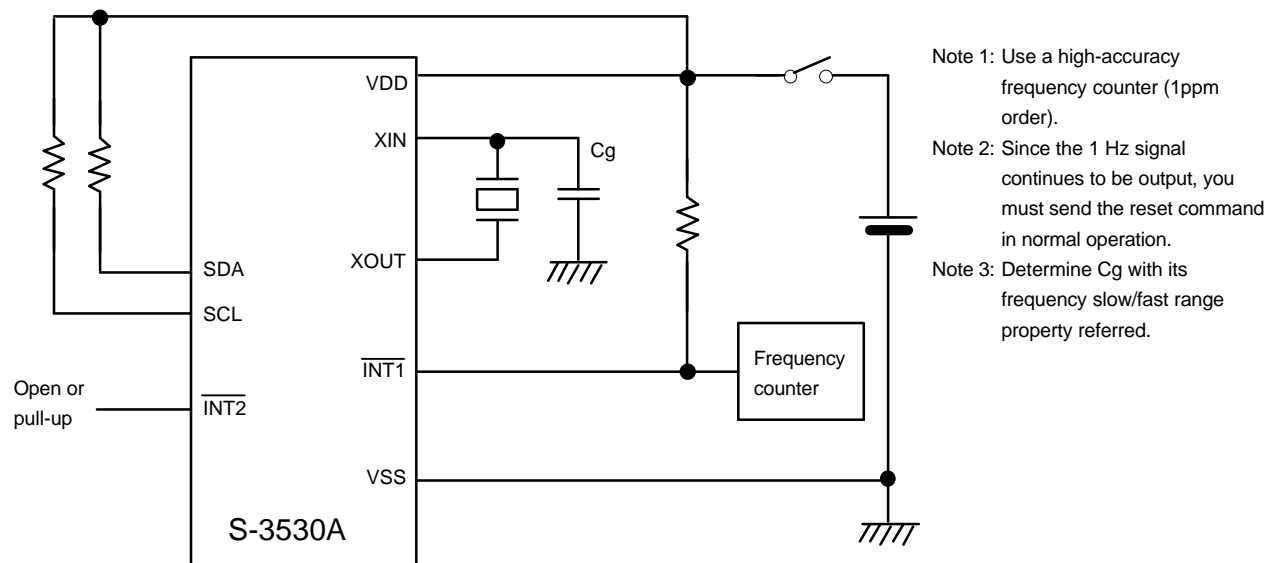 VDD
XIN
Cg
XOUT
SDA
SCL
INT1
Frequency
counter
Open or
pull-up
INT2
VSS
S-3530A
Note 1: Use a high-accuracy
frequency counter (1ppm
order).
Note 2: Since the 1 Hz signal
continues to be output, you
must send the reset command
in normal operation.
Note 3: Determine Cg with its
frequency slow/fast range
property referred.